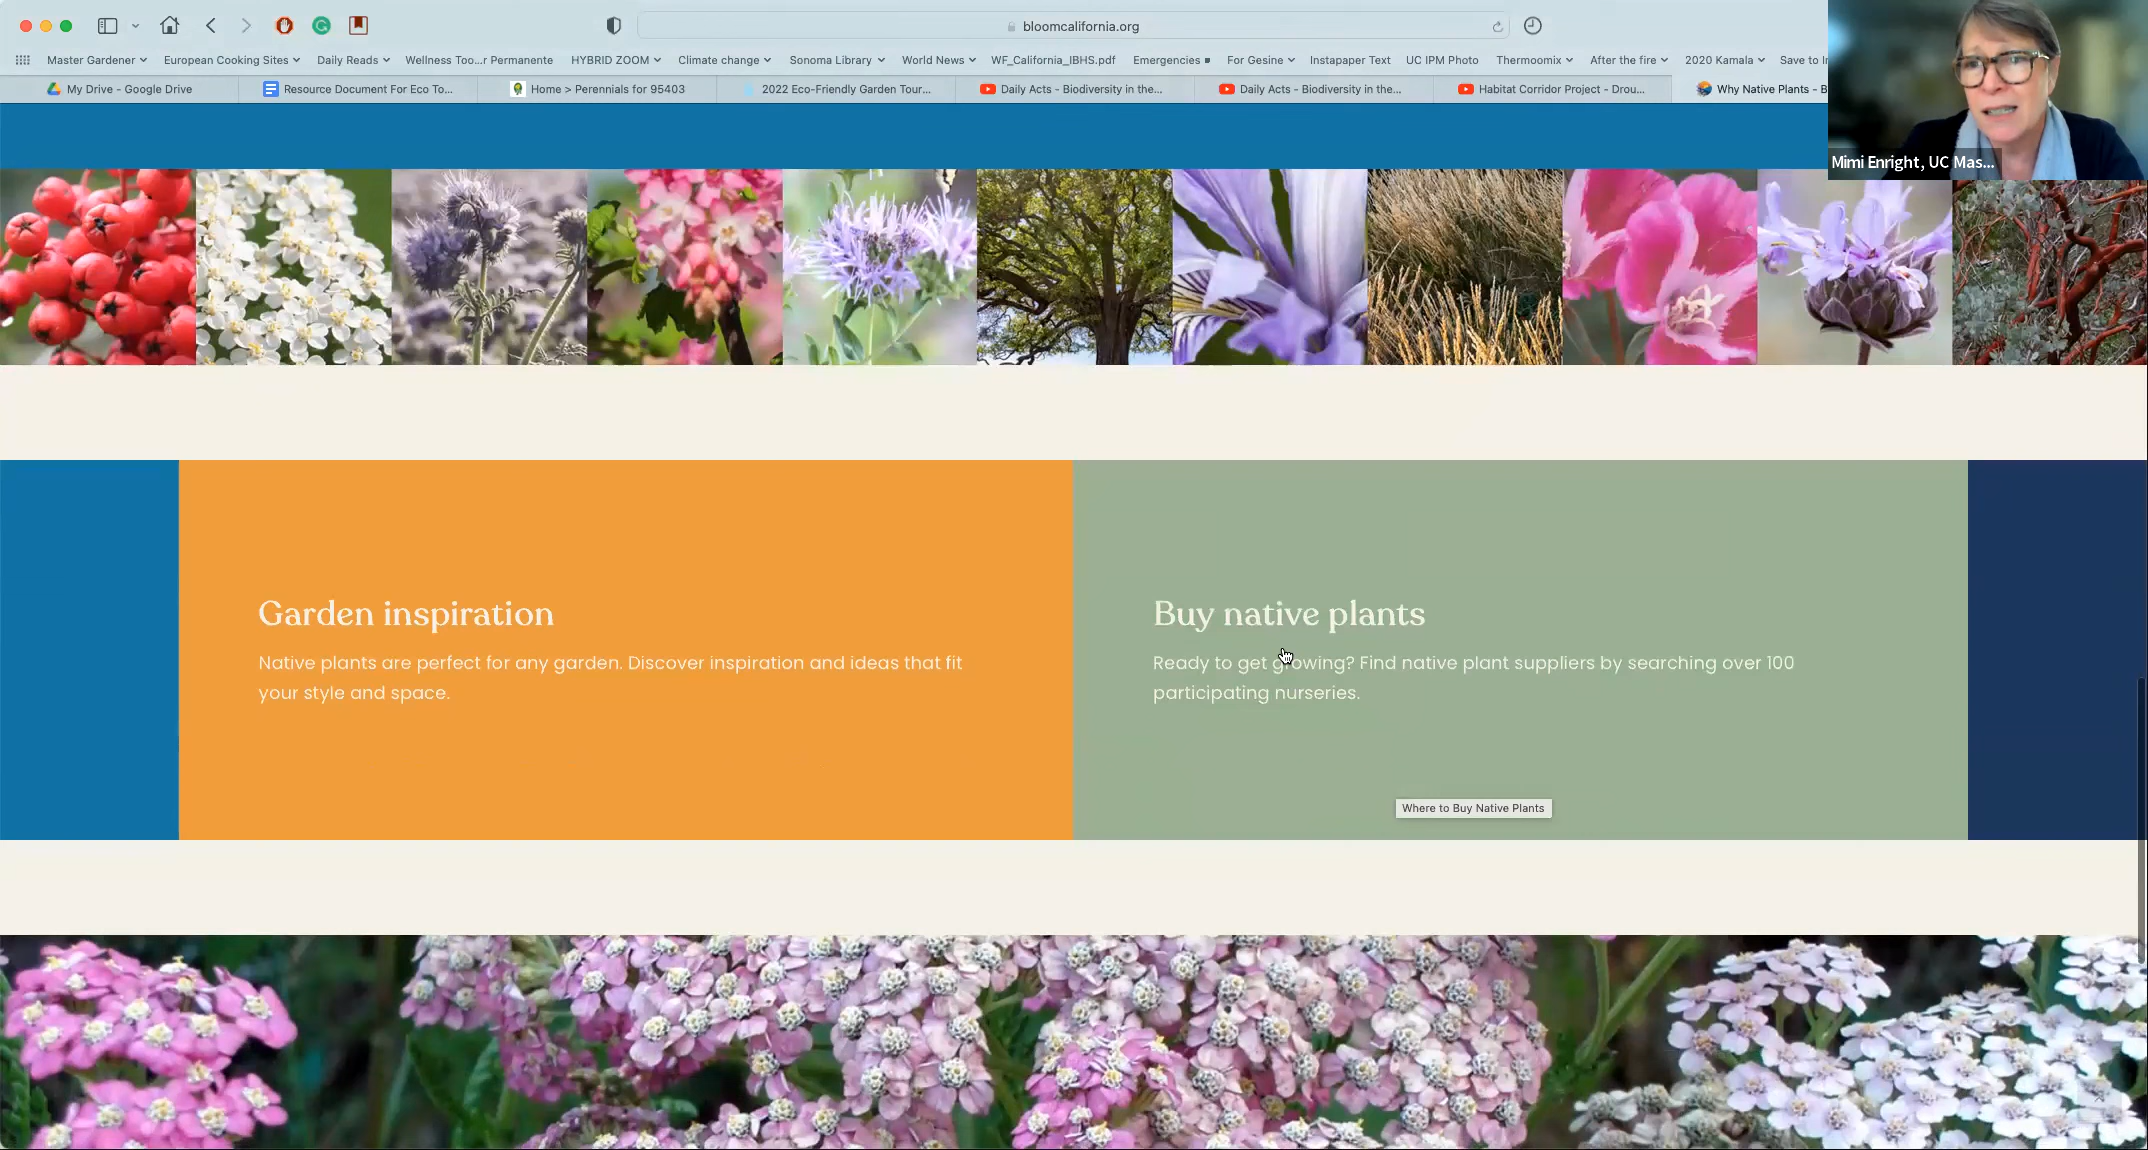 bloomcalifornia.org
Master Gardener
European Cooking Sites
Daily Reads
Wellness Too...r Permanente
HYBRID ZOOM
Climate change
Sonoma Library
World News
WF_California_IBHS.pdf
Emergencies
For Gesine
Instapaper Text
UC IPM Photo
Thermoomix
After the fire
2020 Kamala
Save to In
My Drive - Google Drive
Resource Document For Eco To...
Home > Perennials for 95403
2022 Eco-Friendly Garden Tour...
Daily Acts - Biodiversity in the...
Daily Acts - Biodiversity in the...
Habitat Corridor Project - Drou...
Why Native Plants - B
Mimi Enright, UC Mas...
Garden inspiration
Native plants are perfect for any garden. Discover inspiration and ideas that fit
your style and space.
Buy native plants
Ready to get growing? Find native plant suppliers by searching over 100
participating nurseries.
Where to Buy Native Plants